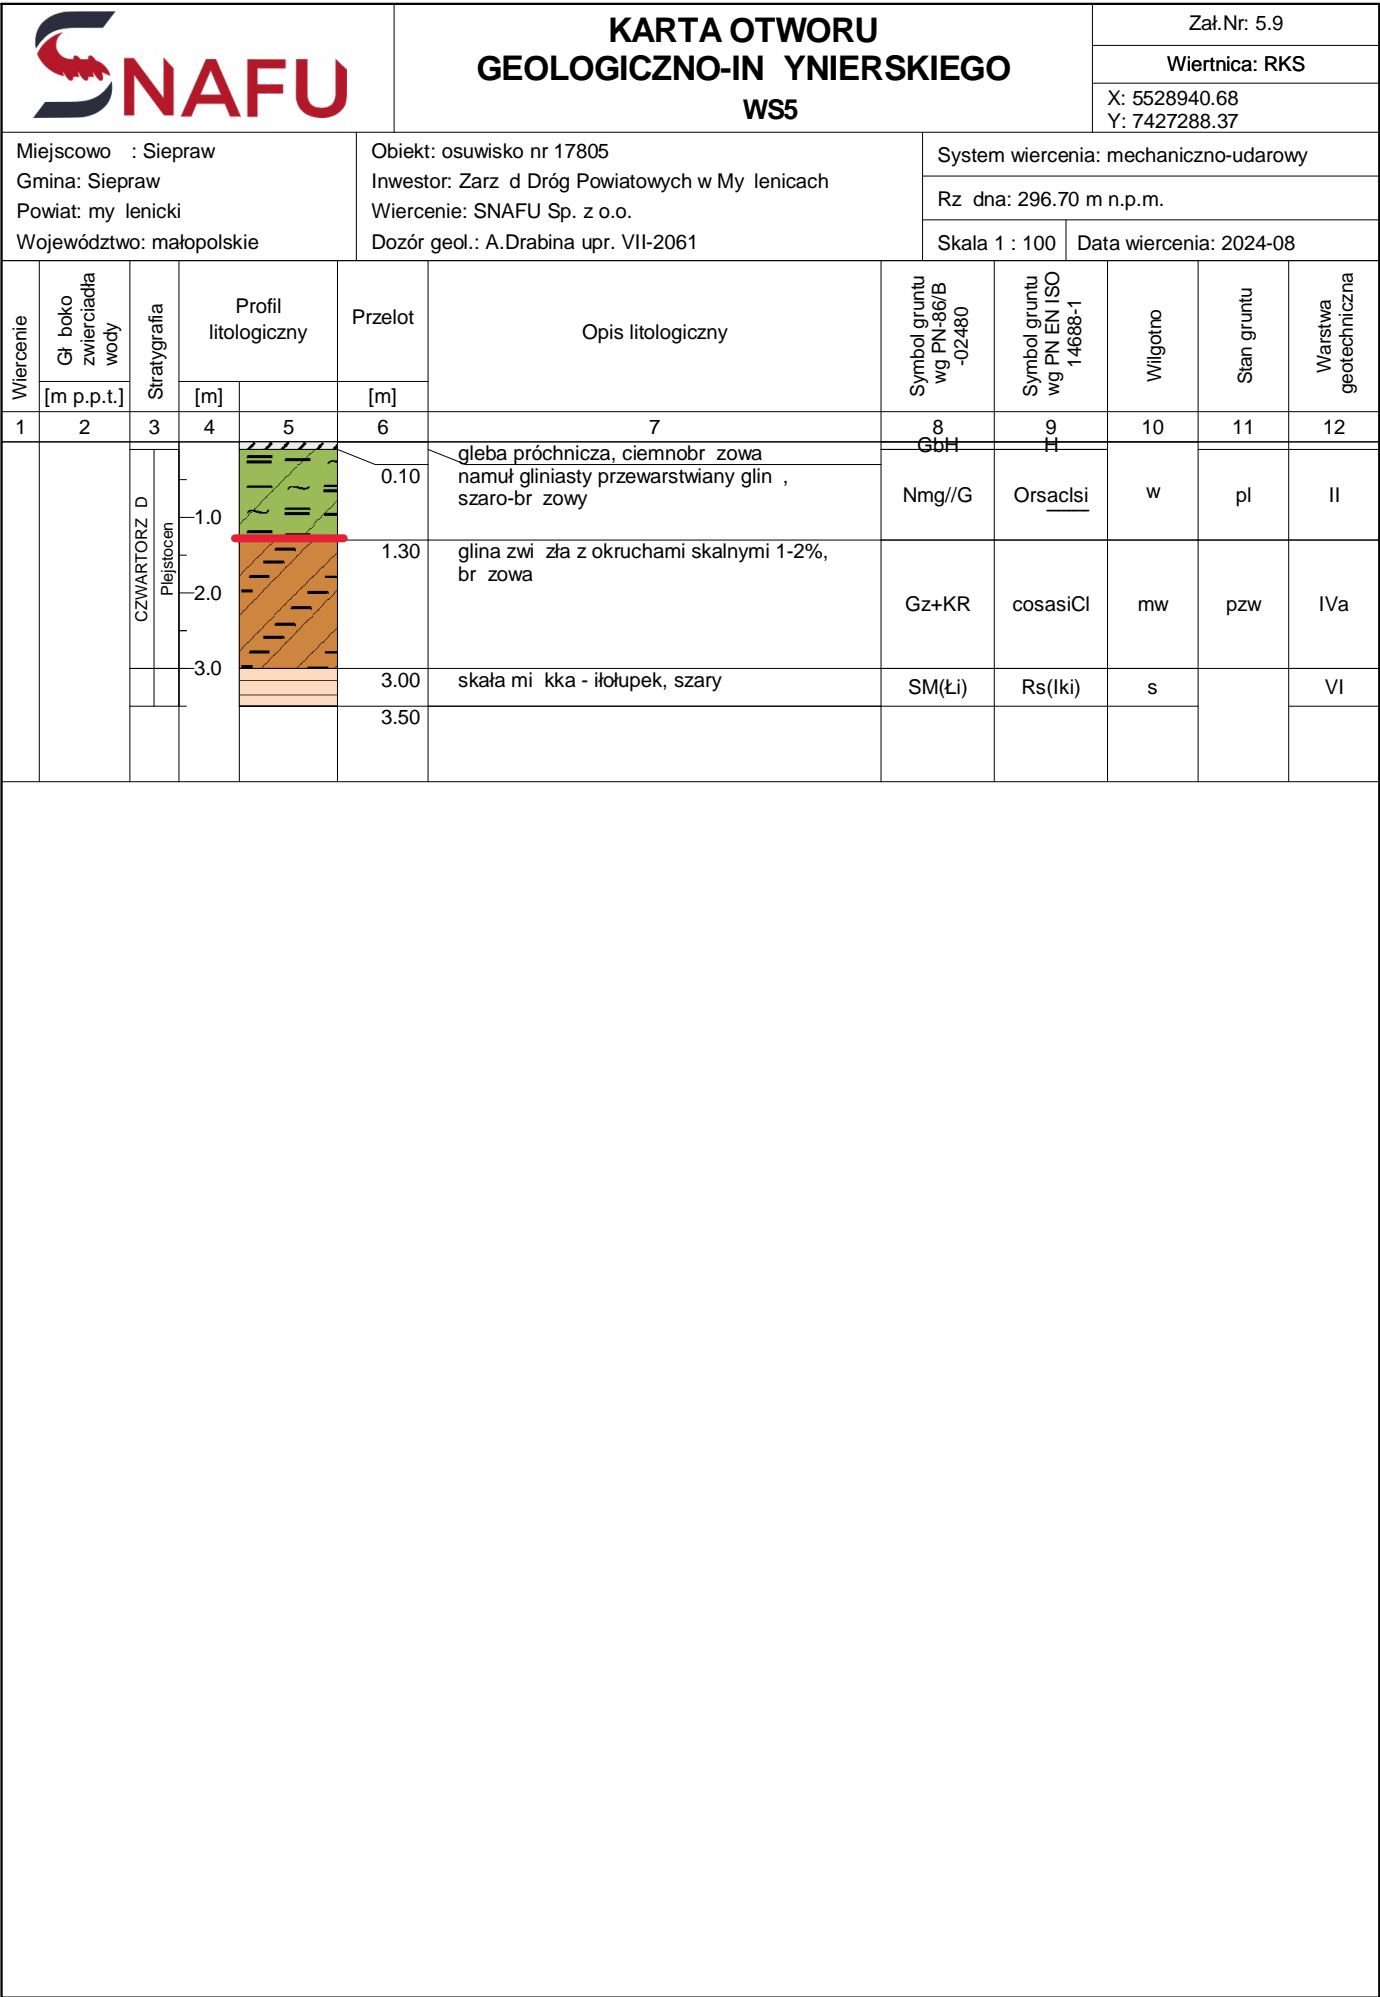 SNAFU
KARTA OTWORU
GEOLOGICZNO-IN YNIERSKIEGO
WS5
Zał.Nr: 5.9
Wiertnica: RKS
X: 5528940.68
Y: 7427288.37
Miejscowo : Siepraw
Gmina: Siepraw
Powiat: my lenicki
Województwo: małopolskie
Obiekt: osuwisko nr 17805
Inwestor: Zarz d Dróg Powiatowych w My lenicach
Wiercenie: SNAFU Sp. z o.o.
Dozór geol.: A.Drabina upr. VII-2061
System wiercenia: mechaniczno-udarowy
Rz dna: 296.70 m n.p.m.
Skala 1 : 100 Data wiercenia: 2024-08
Wiercenie
Gł boko
zwierciadła
wody
[m p.p.t.]
Stratygrafia
Profil
litologiczny
[m]
Przelot
[m]
Opis litologiczny
Symbol gruntu
wg PN-86/B
-02480
Symbol gruntu
wg PN EN ISO
14688-1
Wilgotno
Stan gruntu
Warstwa
geotechniczna
1 2 3 4 5 6 7 8 9 10 11 12
CZWARTORZ D
Plejstocen
-1.0
-2.0
-3.0
gleba próchnicza, ciemnobr zowa GbH H
0.10 namuł gliniasty przewarstwiany glin ,
szaro-br zowy
Nmg//G Orsaclsi w pl II
1.30 glina zwi zła z okruchami skalnymi 1-2%,
br zowa
Gz+KR cosasiCl mw pzw IVa
3.00 skała mi kka - iłołupek, szary SM(Łi) Rs(Iki) s VI
3.50